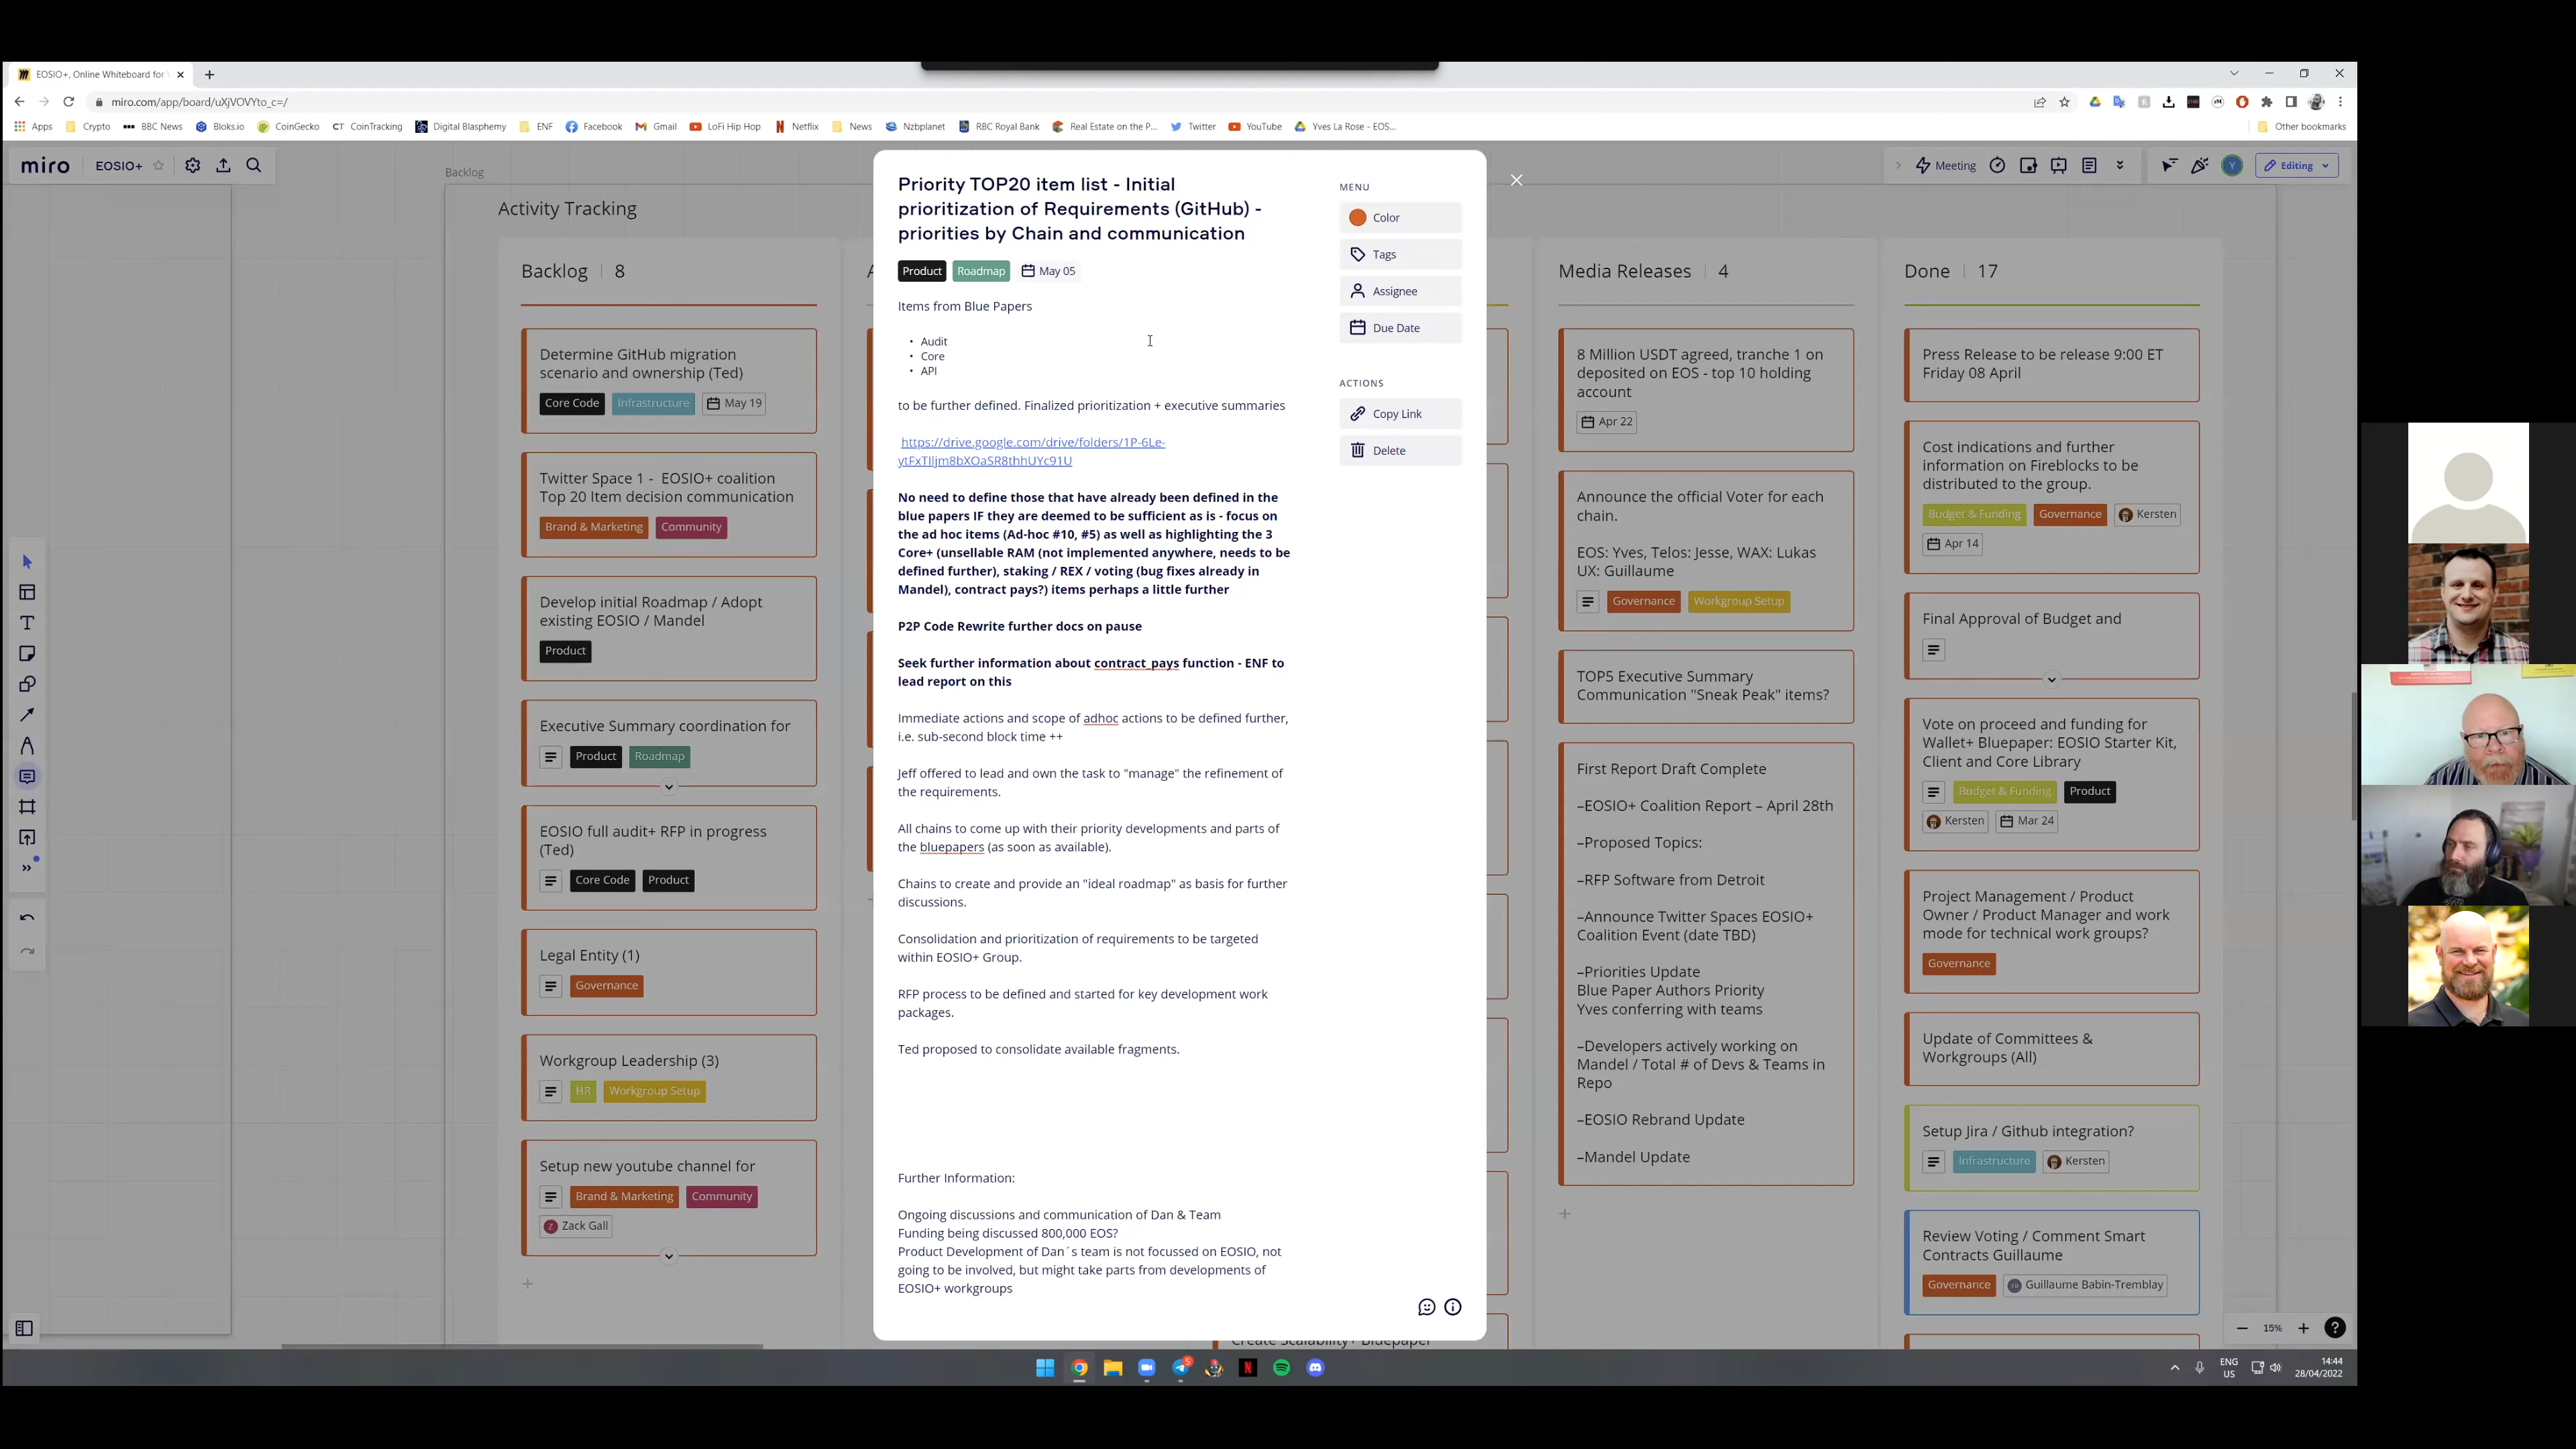 EOSIO+, Online Whiteboard for
miro.com/app/board/uXjVOVYto_c=/
Apps
Crypto
BBC News
Bloks.io
CoinGecko
CT CoinTracking
Digital Blasphemy
ENF
Facebook
Gmail
LoFi Hip Hop
Netflix
News
Nzbplanet
RBC Royal Bank
Real Estate on the P...
Twitter
YouTube
Yves La Rose - EOS...
Other bookmarks
miro
EOSIO+
Meeting
Y
Editing
Backlog
Activity Tracking
Backlog 8
Determine GitHub migration
scenario and ownership (Ted)
Core Code
Infrastructure
May 19
Twitter Space 1 - EOSIO+ coalition
Top 20 Item decision communication
Brand & Marketing
Community
Develop initial Roadmap / Adopt
existing EOSIO / Mandel
Product
Executive Summary coordination for
Product
Roadmap
EOSIO full audit+ RFP in progress
(Ted)
Core Code
Product
Legal Entity (1)
Governance
Workgroup Leadership (3)
HR
Workgroup Setup
Setup new youtube channel for
Brand & Marketing
Community
Z Zack Gall
Priority TOP20 item list - Initial
prioritization of Requirements (GitHub) -
priorities by Chain and communication
Product
Roadmap
May 05
Items from Blue Papers
• Audit
• Core
• API
to be further defined. Finalized prioritization + executive summaries
https://drive.google.com/drive/folders/1P-6Le-
No need to define those that have already been defined in the
blue papers IF they are deemed to be sufficient as is - focus on
the ad hoc items (Ad-hoc #10, #5) as well as highlighting the 3
Core+ (unsellable RAM (not implemented anywhere, needs to be
defined further), staking / REX / voting (bug fixes already in
Mandel), contract pays?) items perhaps a little further
P2P Code Rewrite further docs on pause
Seek further information about contract_pays function - ENF to
lead report on this
Immediate actions and scope of adhoc actions to be defined further,
i.e. sub-second block time ++
Jeff offered to lead and own the task to "manage" the refinement of
the requirements.
All chains to come up with their priority developments and parts of
the bluepapers (as soon as available).
Chains to create and provide an "ideal roadmap" as basis for further
discussions.
Consolidation and prioritization of requirements to be targeted
within EOSIO+ Group.
RFP process to be defined and started for key development work
packages.
Ted proposed to consolidate available fragments.
Further Information:
Ongoing discussions and communication of Dan & Team
Funding being discussed 800,000 EOS?
Product Development of Dan´s team is not focussed on EOSIO, not
going to be involved, but might take parts from developments of
EOSIO+ workgroups
MENU
Color
Tags
Assignee
Due Date
ACTIONS
Copy Link
Delete
Create Scalability+ Bluepaper
Media Releases 4
8 Million USDT agreed, tranche 1 on
deposited on EOS - top 10 holding
account
Apr 22
Announce the official Voter for each
chain.
EOS: Yves, Telos: Jesse, WAX: Lukas
UX: Guillaume
Governance
Workgroup Setup
TOP5 Executive Summary
Communication "Sneak Peak" items?
First Report Draft Complete
–EOSIO+ Coalition Report – April 28th
–Proposed Topics:
–RFP Software from Detroit
–Announce Twitter Spaces EOSIO+
Coalition Event (date TBD)
–Priorities Update
Blue Paper Authors Priority
Yves conferring with teams
–Developers actively working on
Mandel / Total # of Devs & Teams in
Repo
–EOSIO Rebrand Update
–Mandel Update
Done 17
Press Release to be release 9:00 ET
Friday 08 April
Cost indications and further
information on Fireblocks to be
distributed to the group.
Budget & Funding
Governance
Kersten
Apr 14
Final Approval of Budget and
Vote on proceed and funding for
Wallet+ Bluepaper: EOSIO Starter Kit,
Client and Core Library
Budget & Funding
Product
Kersten
Mar 24
Project Management / Product
Owner / Product Manager and work
mode for technical work groups?
Governance
Update of Committees &
Workgroups (All)
Setup Jira / Github integration?
Infrastructure
Kersten
Review Voting / Comment Smart
Contracts Guillaume
Governance
Guillaume Babin-Tremblay
15%
ENG
US
14:44
28/04/2022